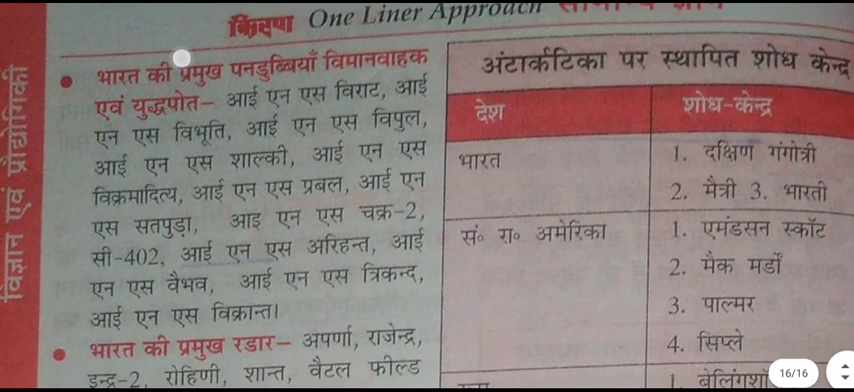 किरण One Liner Approach सामान्य ज्ञान
विज्ञान एवं प्रौद्योगिकी
भारत की प्रमुख पनडुब्बियाँ विमानवाहक
एवं युद्धपोत– आई एन एस विराट, आई
एन एस विभूति, आई एन एस विपुल,
आई एन एस शाल्की, आई एन एस
विक्रमादित्य, आई एन एस प्रबल, आई एन
एस सतपुड़ा, आइ एन एस चक्र-2,
सी-402, आई एन एस अरिहन्त, आई
एन एस वैभव, आई एन एस त्रिकन्द,
आई एन एस विक्रान्त।
भारत की प्रमुख रडार– अपर्णा, राजेन्द्र,
इन्द्र-2, रोहिणी, शान्त, वैटल फील्ड
अंटार्कटिका पर स्थापित शोध केन्द्र
देश शोध-केन्द्र
भारत 1. दक्षिण गंगोत्री
2. मैत्री 3. भारती
सं० रा० अमेरिका 1. एमंडसन स्कॉट
2. मैक मर्डो
3. पाल्मर
4. सिप्ले
1. बेलिंगशा
16/16